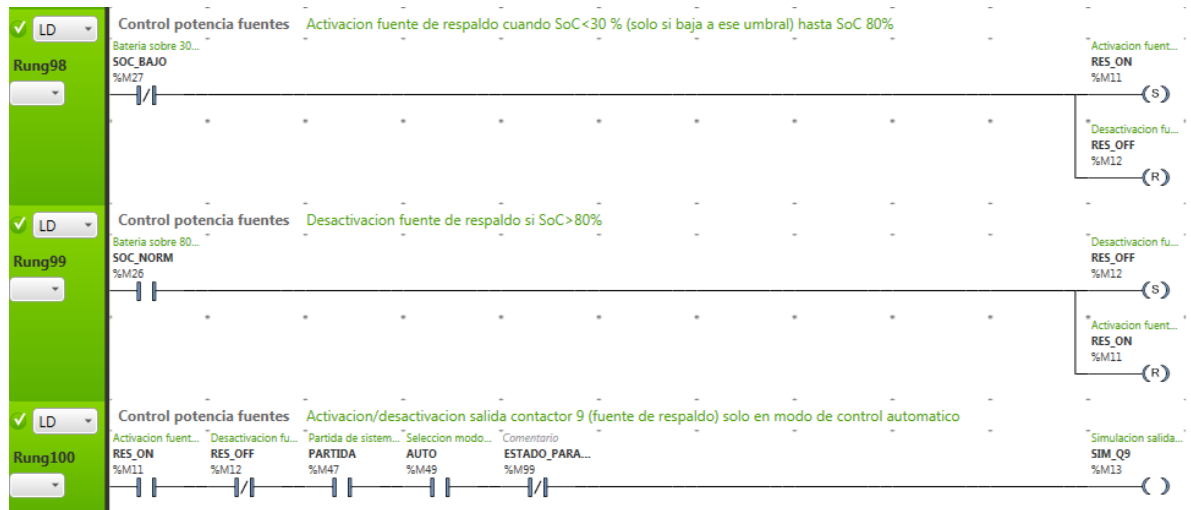 LD
Control potencia fuentes Activacion fuente de respaldo cuando SoC<30 % (solo si baja a ese umbral) hasta SoC 80%
Rung98
Bateria sobre 30...
SOC_BAJO
%M27
Activacion fuent...
RES_ON
%M11
S
Desactivacion fu...
RES_OFF
%M12
R
LD
Control potencia fuentes Desactivacion fuente de respaldo si SoC>80%
Rung99
Bateria sobre 80...
SOC_NORM
%M26
Desactivacion fu...
RES_OFF
%M12
S
Activacion fuent...
RES_ON
%M11
R
LD
Control potencia fuentes Activacion/desactivacion salida contactor 9 (fuente de respaldo) solo en modo de control automatico
Rung100
Activacion fuent... Desactivacion fu... Partida de sistem... Seleccion modo... Comentario Simulacion salida...
RES_ON RES_OFF PARTIDA AUTO ESTADO_PARA... SIM_Q9
%M11 %M12 %M47 %M49 %M99 %M13